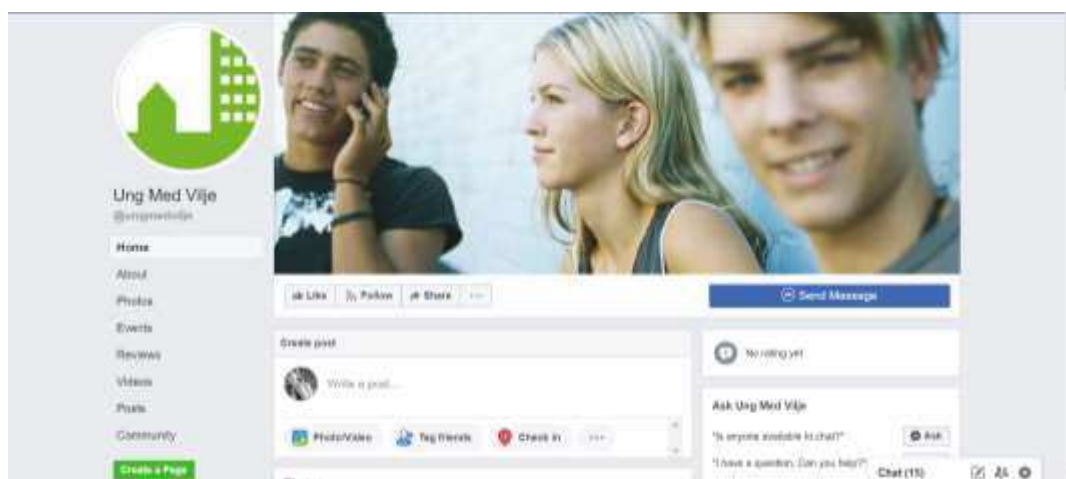 Ung Med Vilje
@ungmedvilje
Home
About
Photos
Events
Reviews
Videos
Posts
Community
Create a Page
Like Follow Share
Send Message
Create post
Write a post...
Photo/Video Tag friends Check in
No rating yet
Ask Ung Med Vilje
"Is anyone available to chat?" Ask
"I have a question. Can you help?"
Chat (15)